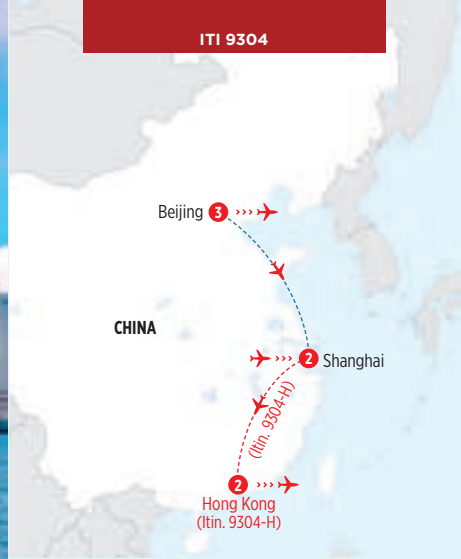 ITI 9304
Beijing 3
CHINA
2 Shanghai
(Itin. 9304-H)
2
Hong Kong
(Itin. 9304-H)